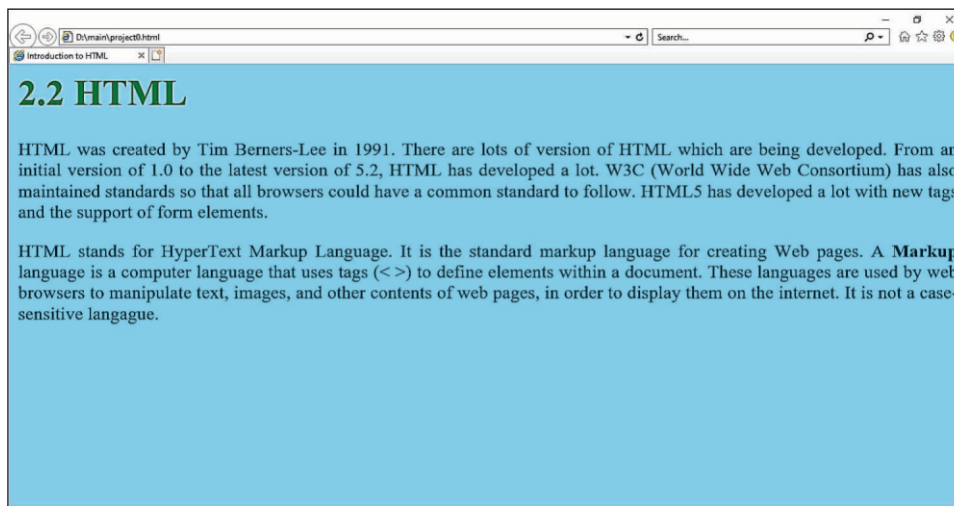 D:\main\project0.html
Search...
Introduction to HTML
2.2 HTML
HTML was created by Tim Berners-Lee in 1991. There are lots of version of HTML which are being developed. From an
initial version of 1.0 to the latest version of 5.2, HTML has developed a lot. W3C (World Wide Web Consortium) has also
maintained standards so that all browsers could have a common standard to follow. HTML5 has developed a lot with new tags
and the support of form elements.
HTML stands for HyperText Markup Language. It is the standard markup language for creating Web pages. A Markup
language is a computer language that uses tags (< >) to define elements within a document. These languages are used by web
browsers to manipulate text, images, and other contents of web pages, in order to display them on the internet. It is not a case-
sensitive langague.